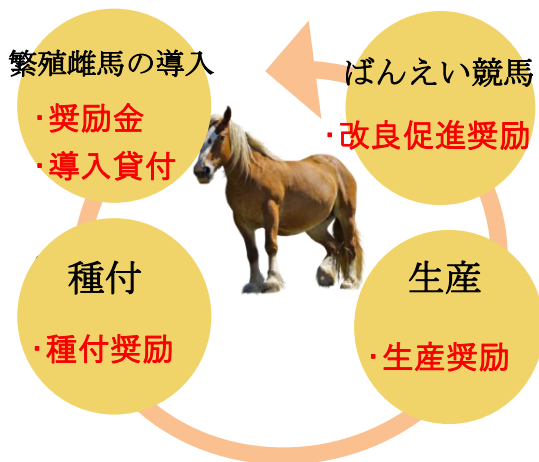 繁殖雌馬の導入
・奨励金
・導入貸付
種付
・種付奨励
生産
・生産奨励
ばんえい競馬
・改良促進奨励